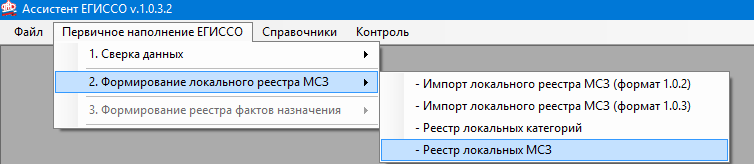 Ассистент ЕГИССО v.1.0.3.2
Файл Первичное наполнение ЕГИССО Справочники Контроль
1. Сверка данных
2. Формирование локального реестра МСЗ
3. Формирование реестра фактов назначения
- Импорт локального реестра МСЗ (формат 1.0.2)
- Импорт локального реестра МСЗ (формат 1.0.3)
- Реестр локальных категорий
- Реестр локальных МСЗ